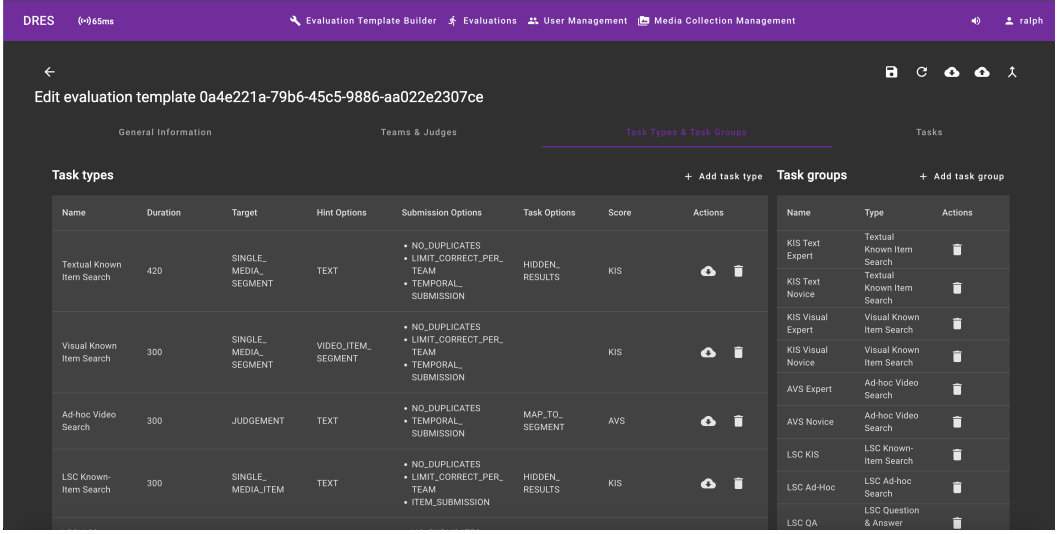 DRES 65ms Evaluation Template Builder Evaluations User Management Media Collection Management ralph
Edit evaluation template 0a4e221a-79b6-45c5-9886-aa022e2307ce
General Information Teams & Judges Task Types & Task Groups Tasks
Task types + Add task type
Name Duration Target Hint Options Submission Options Task Options Score Actions
Textual Known
Item Search
420
SINGLE_
MEDIA_
SEGMENT
TEXT
• NO_DUPLICATES
• LIMIT_CORRECT_PER_
TEAM
• TEMPORAL_
SUBMISSION
HIDDEN_
RESULTS
KIS
Visual Known
Item Search
300
SINGLE_
MEDIA_
SEGMENT
VIDEO_ITEM_
SEGMENT
• NO_DUPLICATES
• LIMIT_CORRECT_PER_
TEAM
• TEMPORAL_
SUBMISSION
KIS
Ad-hoc Video
Search
300
JUDGEMENT
TEXT
• NO_DUPLICATES
• TEMPORAL_
SUBMISSION
MAP_TO_
SEGMENT
AVS
LSC Known-
Item Search
300
SINGLE_
MEDIA_ITEM
TEXT
• NO_DUPLICATES
• LIMIT_CORRECT_PER_
TEAM
• ITEM_SUBMISSION
HIDDEN_
RESULTS
KIS
Task groups + Add task group
Name Type Actions
KIS Text
Expert
Textual
Known Item
Search
KIS Text
Novice
Textual
Known Item
Search
KIS Visual
Expert
Visual Known
Item Search
KIS Visual
Novice
Visual Known
Item Search
AVS Expert
Ad-hoc Video
Search
AVS Novice
Ad-hoc Video
Search
LSC KIS
LSC Known-
Item Search
LSC Ad-Hoc
LSC Ad-hoc
Search
LSC QA
LSC Question
& Answer